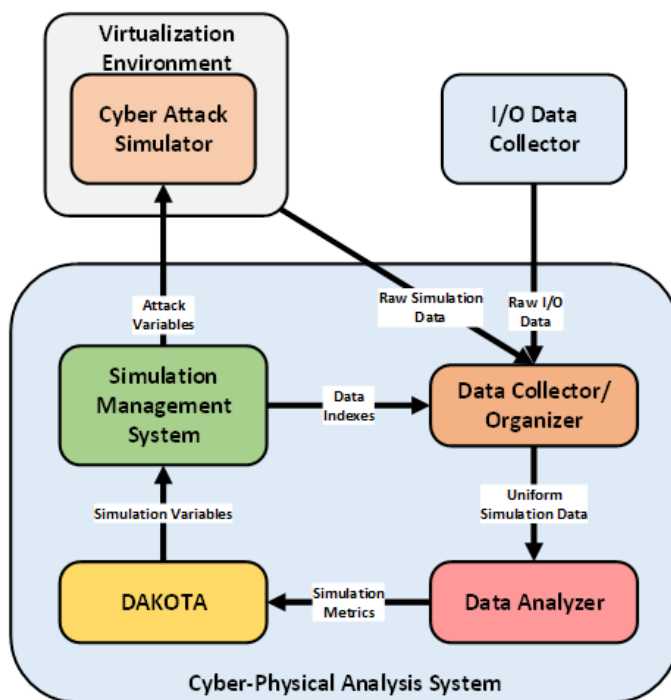 Virtualization
Environment
Cyber Attack
Simulator
I/O Data
Collector
Attack
Variables
Raw Simulation
Data
Raw I/O
Data
Simulation
Management
System
Data
Indexes
Data Collector/
Organizer
Simulation Variables
Uniform
Simulation Data
DAKOTA
Simulation
Metrics
Data Analyzer
Cyber-Physical Analysis System